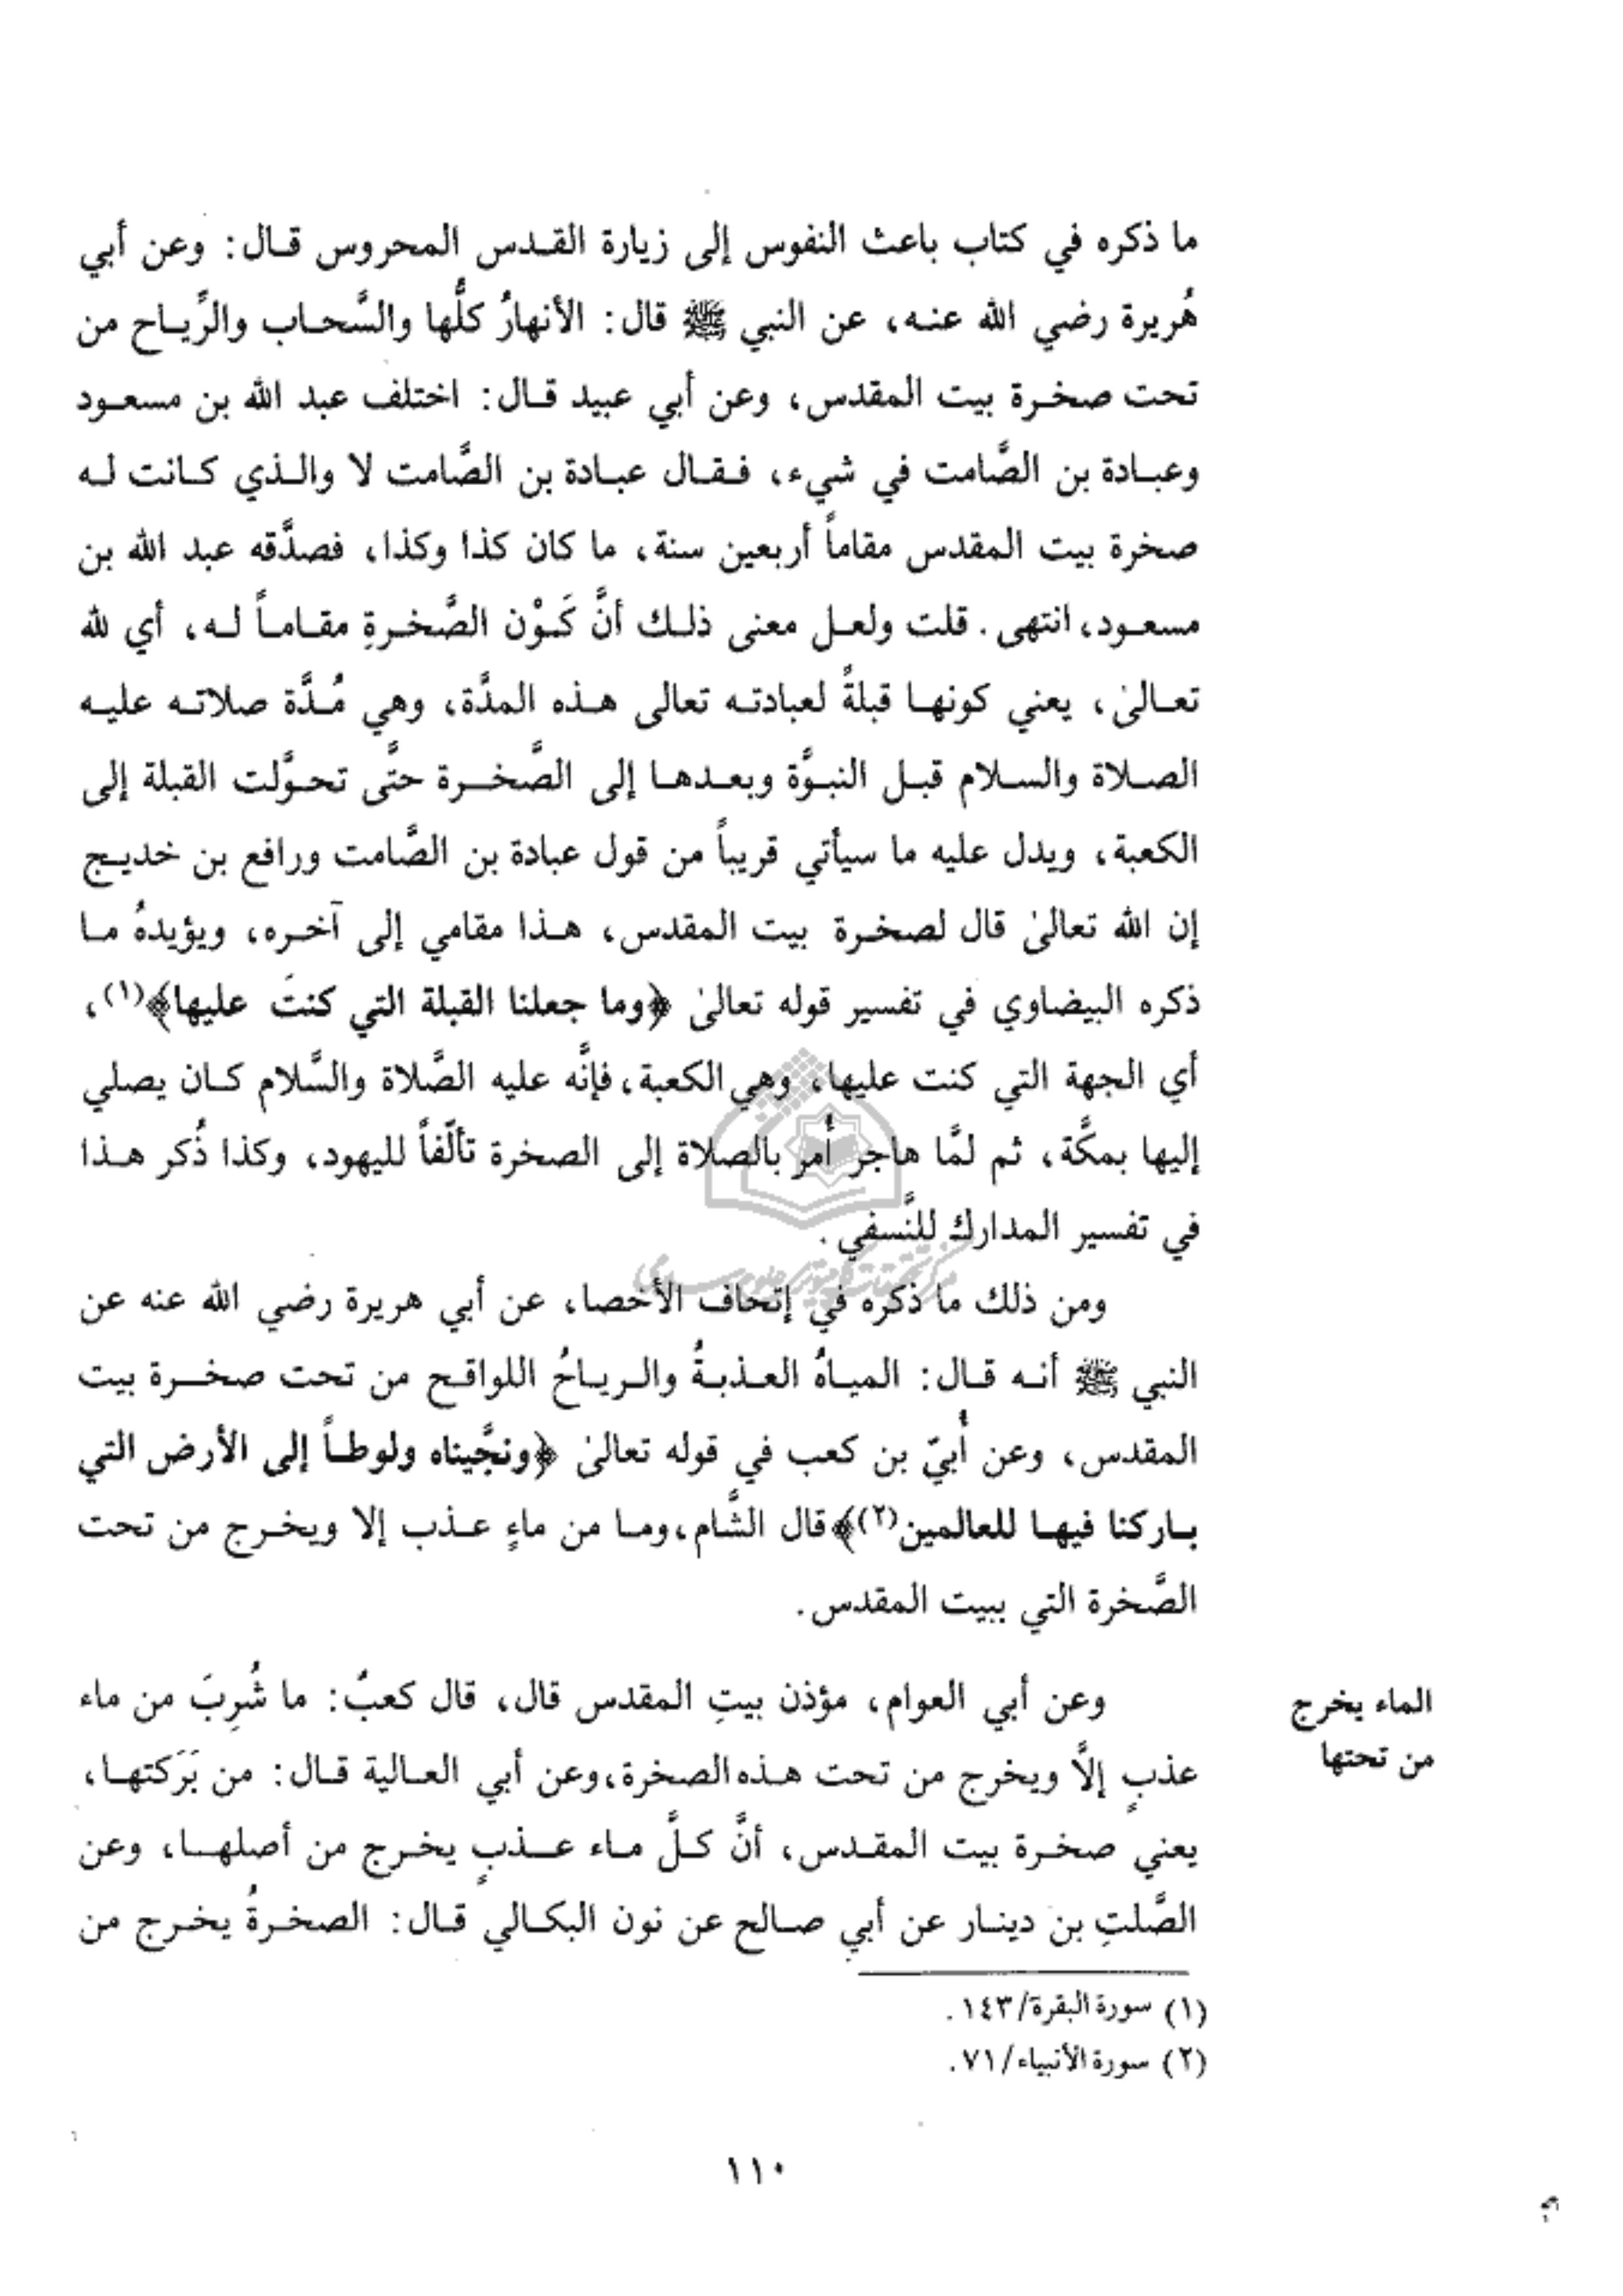 ما ذكره في كتاب باعث النفوس إلى زيارة القدس المحروس قال: وعن أبي
هُريرة رضي الله عنه، عن النبي ﷺ قال: الأنهارُ كلُّها والسَّحاب والرِّياح من
تحت صخرة بيت المقدس، وعن أبي عبيد قال: اختلف عبد الله بن مسعود
وعبادة بن الصَّامت في شيء، فقال عبادة بن الصَّامت لا والذي كانت له
صخرة بيت المقدس مقاماً أربعين سنة، ما كان كذا وكذا، فصدَّقه عبد الله بن
مسعود، انتهى. قلت ولعل معنى ذلك أنَّ كَوْن الصَّخرةِ مقاماً له، أي لله
تعالىٰ، يعني كونها قبلةً لعبادته تعالى هذه المدَّة، وهي مُدَّة صلاته عليه
الصلاة والسلام قبل النبوَّة وبعدها إلى الصَّخرة حتَّى تحوَّلت القبلة إلى
الكعبة، ويدل عليه ما سيأتي قريباً من قول عبادة بن الصَّامت ورافع بن خديج
إن الله تعالىٰ قال لصخرة بيت المقدس، هذا مقامي إلى آخره، ويؤيدهُ ما
ذكره البيضاوي في تفسير قوله تعالىٰ ﴿وما جعلنا القبلة التي كنتَ عليها﴾(١)،
أي الجهة التي كنت عليها، وهي الكعبة، فإنَّه عليه الصَّلاة والسَّلام كان يصلي
إليها بمكَّة، ثم لمَّا هاجر أُمر بالصلاة إلى الصخرة تألّفاً لليهود، وكذا ذُكر هذا
في تفسير المدارك للنَّسفي.
ومن ذلك ما ذكره في إتحاف الأخصا، عن أبي هريرة رضي الله عنه عن
النبي ﷺ أنه قال: المياهُ العذبةُ والرياحُ اللواقح من تحت صخرة بيت
المقدس، وعن أُبيّ بن كعب في قوله تعالىٰ ﴿ونجَّيناه ولوطاً إلى الأرض التي
باركنا فيها للعالمين(٢)﴾ قال الشَّام، وما من ماءٍ عذب إلا ويخرج من تحت
الصَّخرة التي ببيت المقدس.
الماء يخرج
من تحتها
وعن أبي العوام، مؤذن بيتِ المقدس قال، قال كعبُ: ما شُرِبَ من ماء
عذبٍ إلاَّ ويخرج من تحت هذه الصخرة، وعن أبي العالية قال: من بَرَكتها،
يعني صخرة بيت المقدس، أنَّ كلَّ ماء عذبٍ يخرج من أصلها، وعن
الصَّلتِ بن دينار عن أبي صالح عن نون البكالي قال: الصخرةُ يخرج من
(١) سورة البقرة/١٤٣.
(٢) سورة الأنبياء/٧١.
١١٠